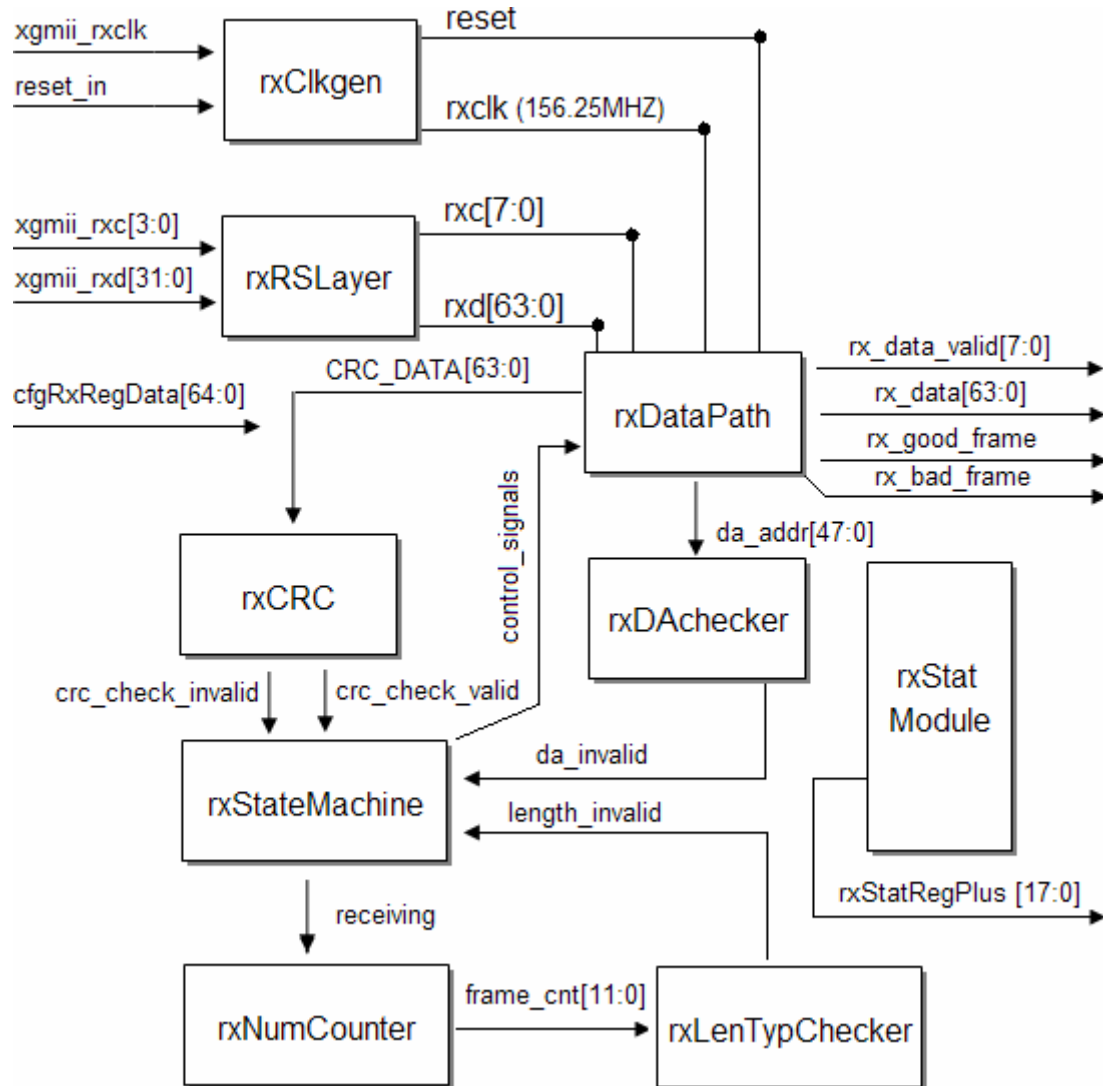 reset
xgmii_rxclk
rxClkgen
reset_in
rxclk (156.25MHZ)
rxc[7:0]
xgmii_rxc[3:0]
rxRSLayer
xgmii_rxd[31:0]
rxd[63:0]
rx_data_valid[7:0]
CRC_DATA[63:0]
cfgRxRegData[64:0]
rx_data[63:0]
rxDataPath
rx_good_frame
rx_bad_frame
control_signals
da_addr[47:0]
rxCRC
rxDAchecker
rxStat
Module
crc_check_invalid
crc_check_valid
da_invalid
rxStateMachine
length_invalid
rxStatRegPlus [17:0]
receiving
frame_cnt[11:0]
rxNumCounter
rxLenTypChecker